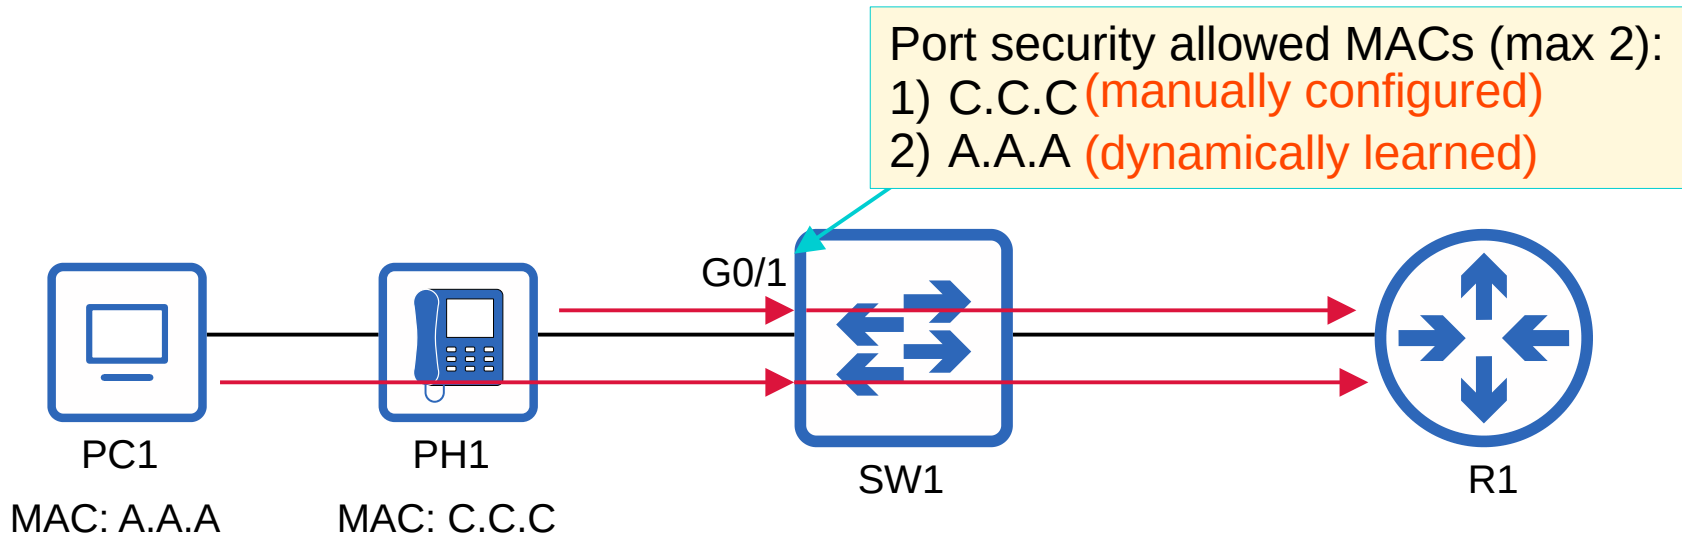 Port security allowed MACs (max 2):
1) C.C.C (manually configured)
2) A.A.A (dynamically learned)
G0/1
PC1
PH1
SW1
R1
MAC: A.A.A
MAC: C.C.C